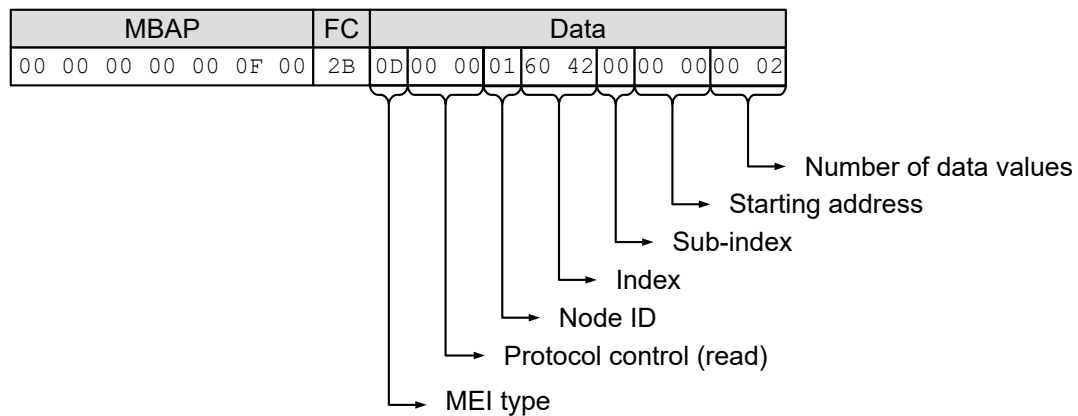 MBAP FC Data
00 00 00 00 00 0F 00 2B 0D 00 00 01 60 42 00 00 00 00 02
Number of data values
Starting address
Sub-index
Index
Node ID
Protocol control (read)
MEI type